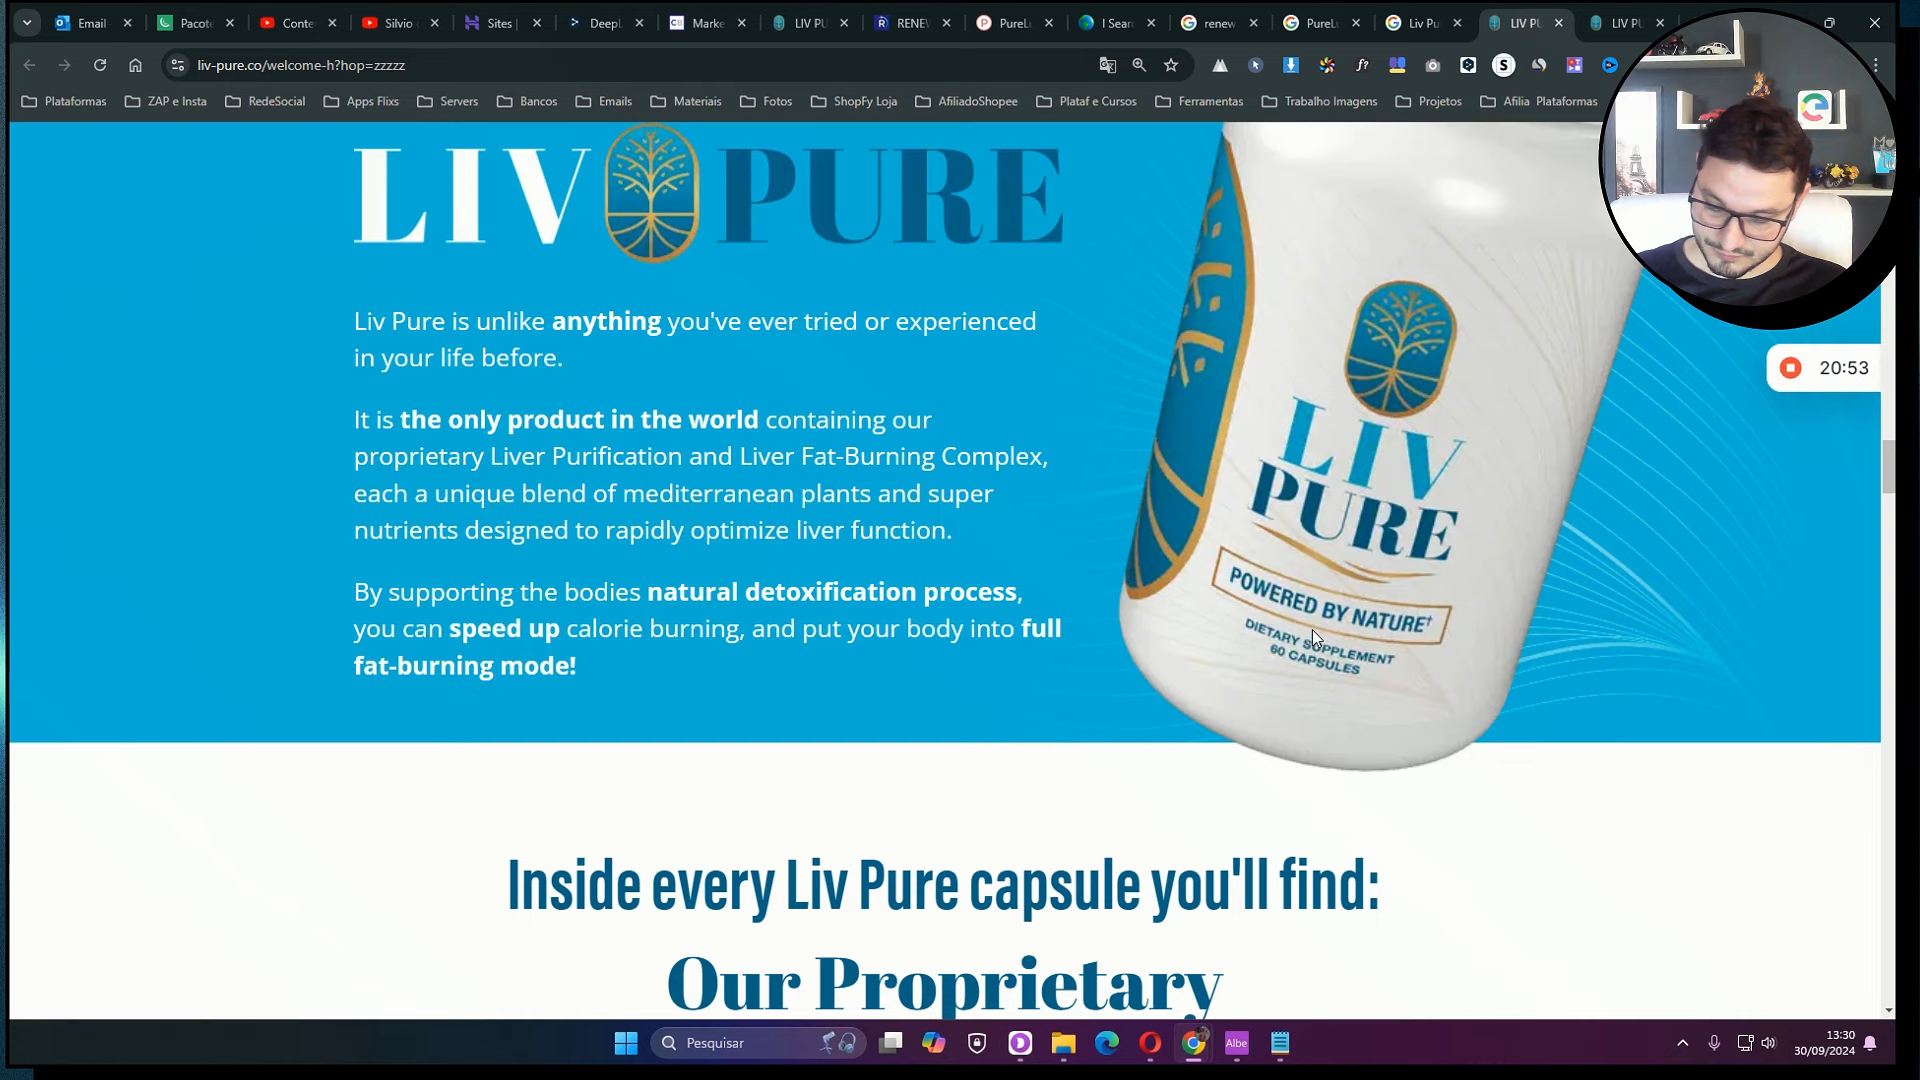 Email
Pacote
Conte
Silvio
Sites |
DeepL
Marke
LIV PU
RENEW
PureLu
I Sear
renew
PureLu
Liv Pu
LIV PU
LIV PU
liv-pure.co/welcome-h?hop=zzzzz
Plataformas
ZAP e Insta
RedeSocial
Apps Flixs
Servers
Bancos
Emails
Materiais
Fotos
ShopFy Loja
AfiliadoShopee
Plataf e Cursos
Ferramentas
Trabalho Imagens
Projetos
Afilia Plataformas
LIV PURE
Liv Pure is unlike anything you've ever tried or experienced
in your life before.
It is the only product in the world containing our
proprietary Liver Purification and Liver Fat-Burning Complex,
each a unique blend of mediterranean plants and super
nutrients designed to rapidly optimize liver function.
By supporting the bodies natural detoxification process,
you can speed up calorie burning, and put your body into full
fat-burning mode!
LIV
PURE
POWERED BY NATURE†
DIETARY SUPPLEMENT
60 CAPSULES
20:53
Inside every Liv Pure capsule you'll find:
Our Proprietary
Pesquisar
Albe
13:30
30/09/2024